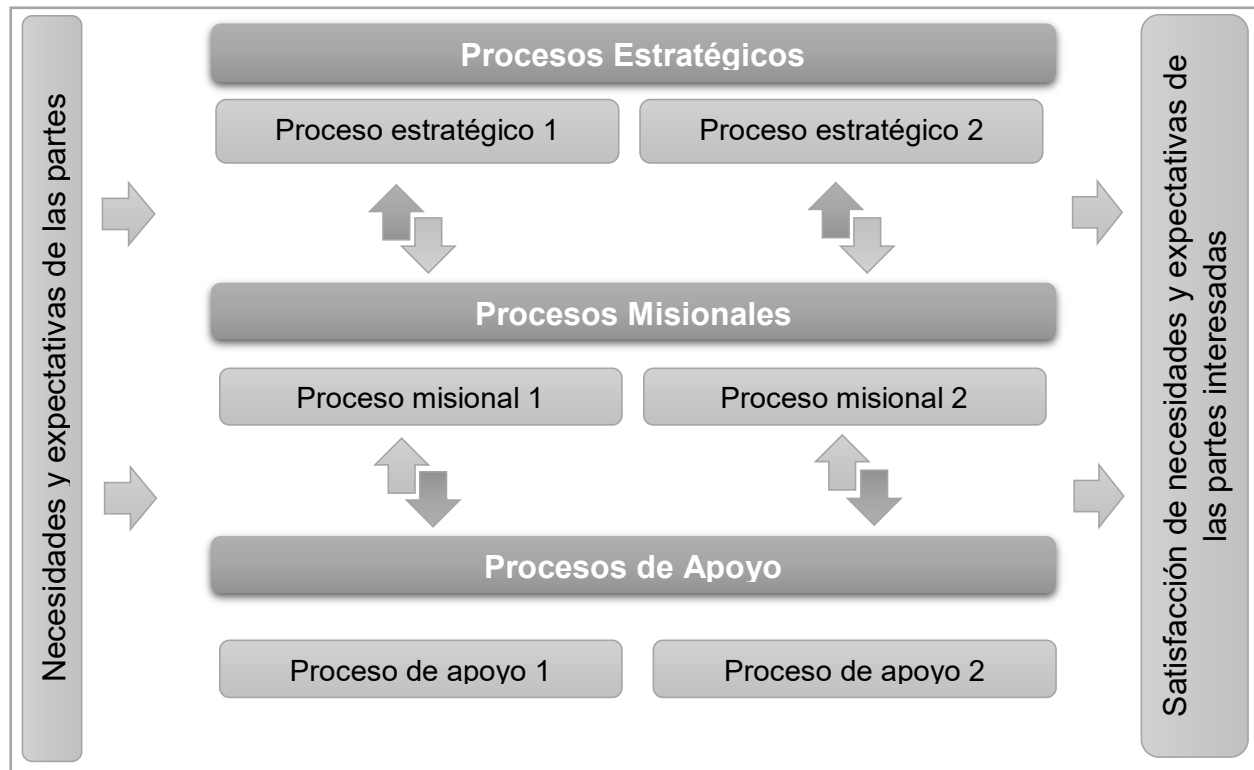 Necesidades y expectativas de las partes
Procesos Estratégicos
Proceso estratégico 1
Proceso estratégico 2
Procesos Misionales
Proceso misional 1
Proceso misional 2
Procesos de Apoyo
Proceso de apoyo 1
Proceso de apoyo 2
Satisfacción de necesidades y expectativas de
las partes interesadas